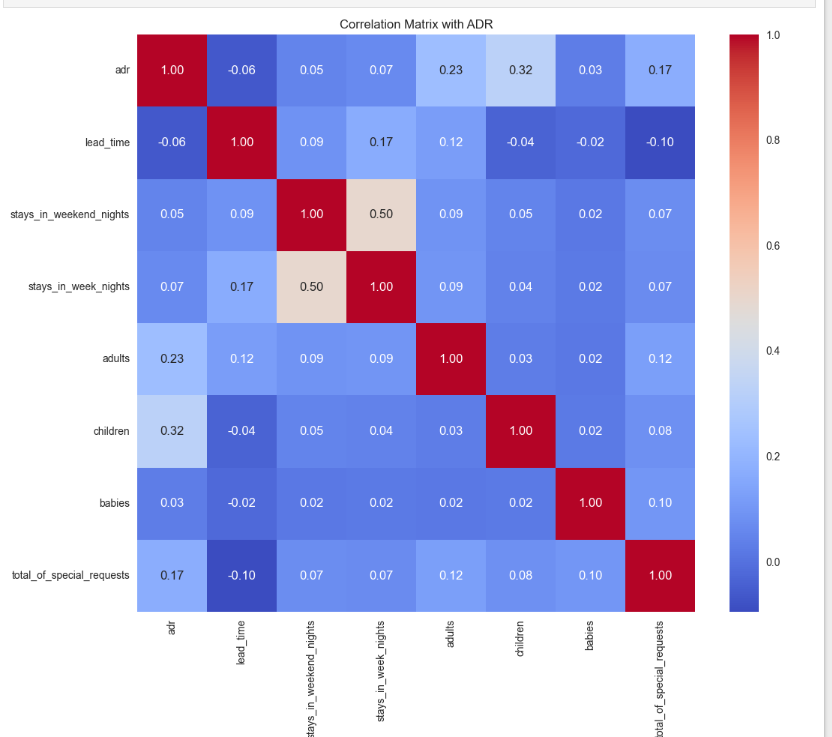 Correlation Matrix with ADR
adr 1.00 -0.06 0.05 0.07 0.23 0.32 0.03 0.17
lead_time -0.06 1.00 0.09 0.17 0.12 -0.04 -0.02 -0.10
stays_in_weekend_nights 0.05 0.09 1.00 0.50 0.09 0.05 0.02 0.07
stays_in_week_nights 0.07 0.17 0.50 1.00 0.09 0.04 0.02 0.07
adults 0.23 0.12 0.09 0.09 1.00 0.03 0.02 0.12
children 0.32 -0.04 0.05 0.04 0.03 1.00 0.02 0.08
babies 0.03 -0.02 0.02 0.02 0.02 0.02 1.00 0.10
total_of_special_requests 0.17 -0.10 0.07 0.07 0.12 0.08 0.10 1.00
adr
lead_time
stays_in_weekend_nights
stays_in_week_nights
adults
children
babies
total_of_special_requests
1.0
0.8
0.6
0.4
0.2
0.0